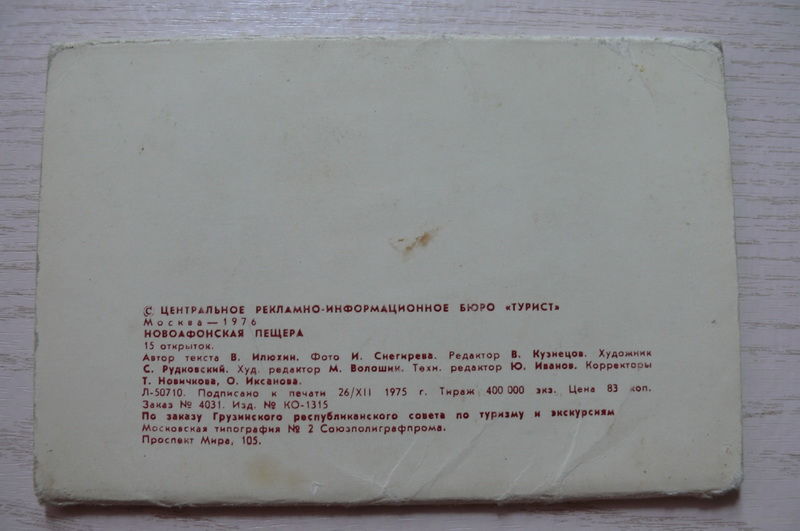 © ЦЕНТРАЛЬНОЕ РЕКЛАМНО-ИНФОРМАЦИОННОЕ БЮРО «ТУРИСТ»
Москва — 1976
НОВОАФОНСКАЯ ПЕЩЕРА
15 открыток.
Автор текста В. Илюхин. Фото И. Снегирева. Редактор В. Кузнецов. Художник
С. Рудковский. Худ. редактор М. Волошин. Техн. редактор Ю. Иванов. Корректоры
Т. Новичкова, О. Иксанова.
Л-50710. Подписано к печати 26/XII 1975 г. Тираж 400 000 экз. Цена 83 коп.
Заказ № 4031. Изд. № КО-1315
По заказу Грузинского республиканского совета по туризму и экскурсиям
Московская типография № 2 Союзполиграфпрома.
Проспект Мира, 105.